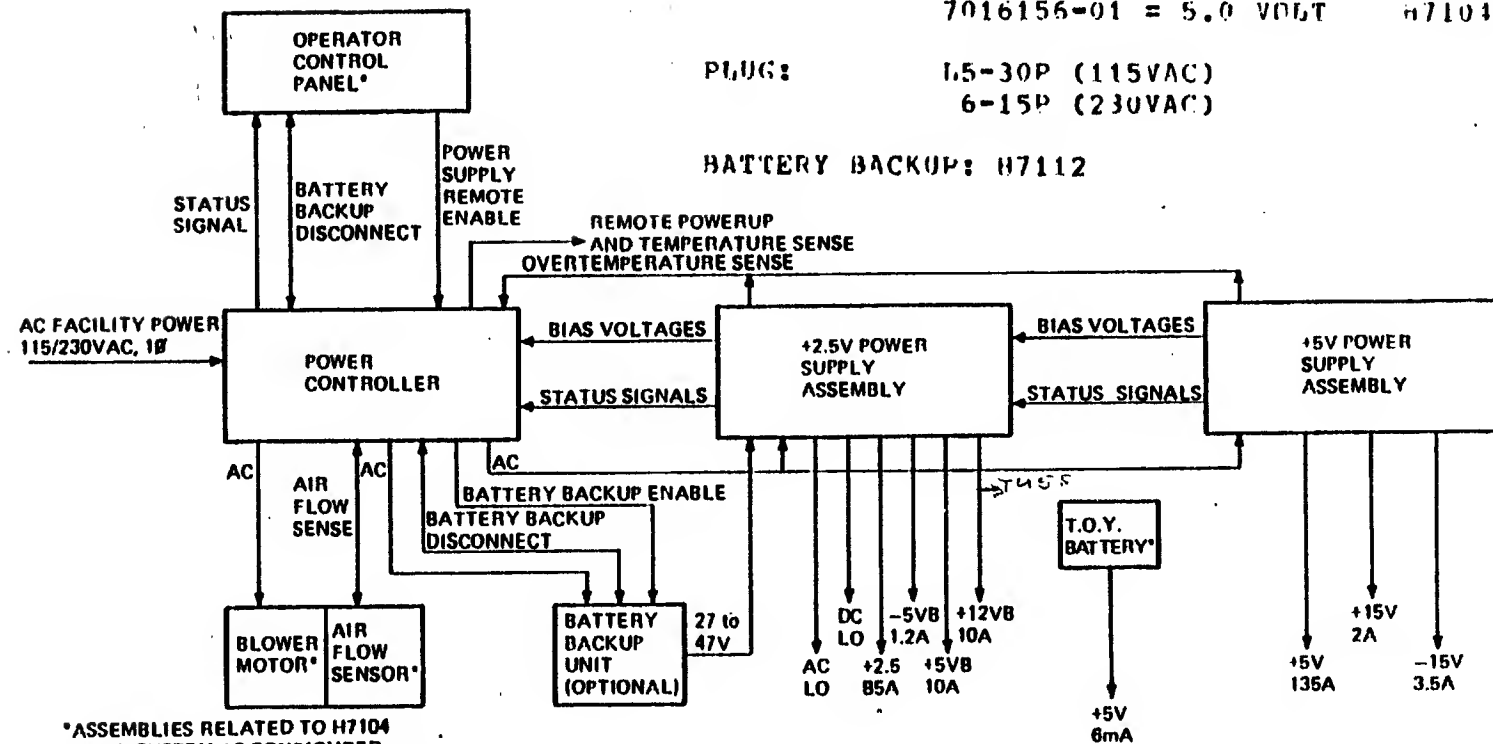 7016156-01 = 5.0 VOLT H7104
PLUG: L5-30P (115VAC)
6-15P (230VAC)
BATTERY BACKUP: H7112
OPERATOR
CONTROL
PANEL*
STATUS
SIGNAL
BATTERY
BACKUP
DISCONNECT
POWER
SUPPLY
REMOTE
ENABLE
REMOTE POWERUP
AND TEMPERATURE SENSE
OVERTEMPERATURE SENSE
AC FACILITY POWER
115/230VAC, 1Ø
POWER
CONTROLLER
BIAS VOLTAGES
STATUS SIGNALS
+2.5V POWER
SUPPLY
ASSEMBLY
BIAS VOLTAGES
STATUS SIGNALS
+5V POWER
SUPPLY
ASSEMBLY
AC
AIR
FLOW
SENSE
AC
AC
BATTERY BACKUP ENABLE
BATTERY BACKUP
DISCONNECT
BLOWER
MOTOR*
AIR
FLOW
SENSOR*
BATTERY
BACKUP
UNIT
(OPTIONAL)
27 to
47V
AC
LO
DC
LO
+2.5
85A
-5VB
1.2A
+5VB
10A
+12VB
10A
T.O.Y.
BATTERY*
+5V
6mA
+5V
135A
+15V
2A
-15V
3.5A
*ASSEMBLIES RELATED TO H7104